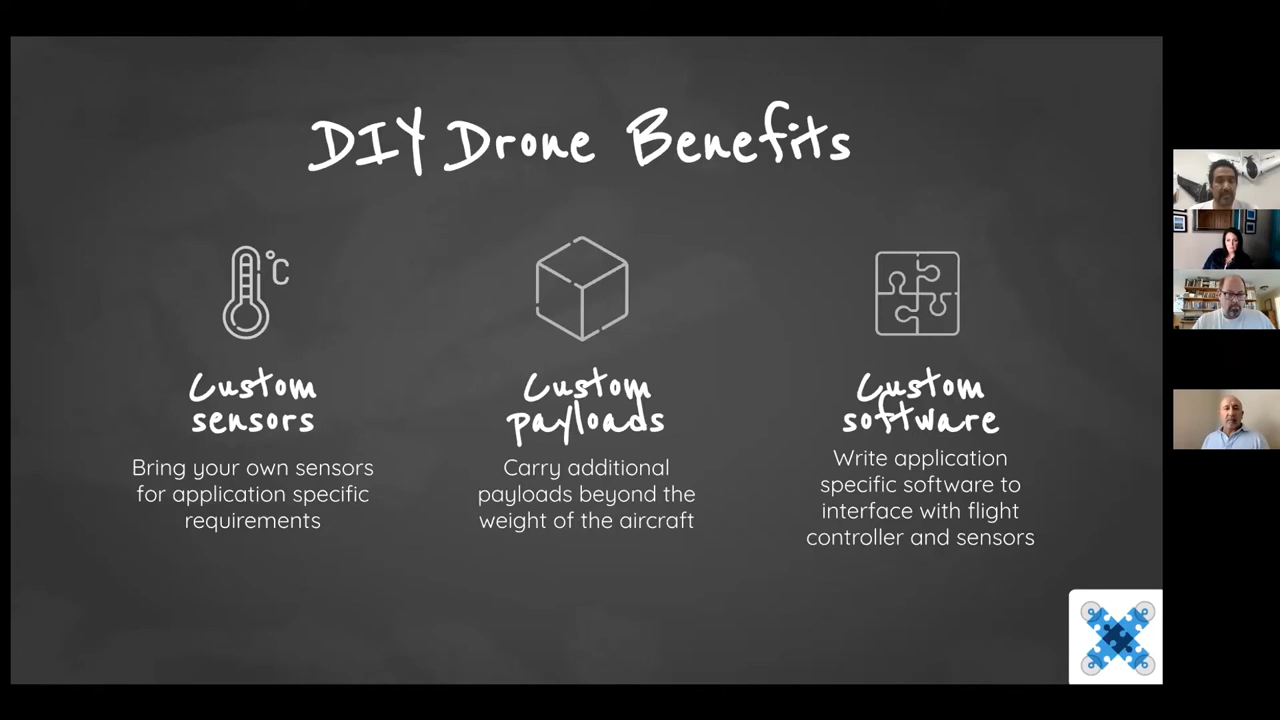 DIY Drone Benefits
°C
Custom
sensors
Bring your own sensors
for application specific
requirements
Custom
payloads
Carry additional
payloads beyond the
weight of the aircraft
Custom
software
Write application
specific software to
interface with flight
controller and sensors